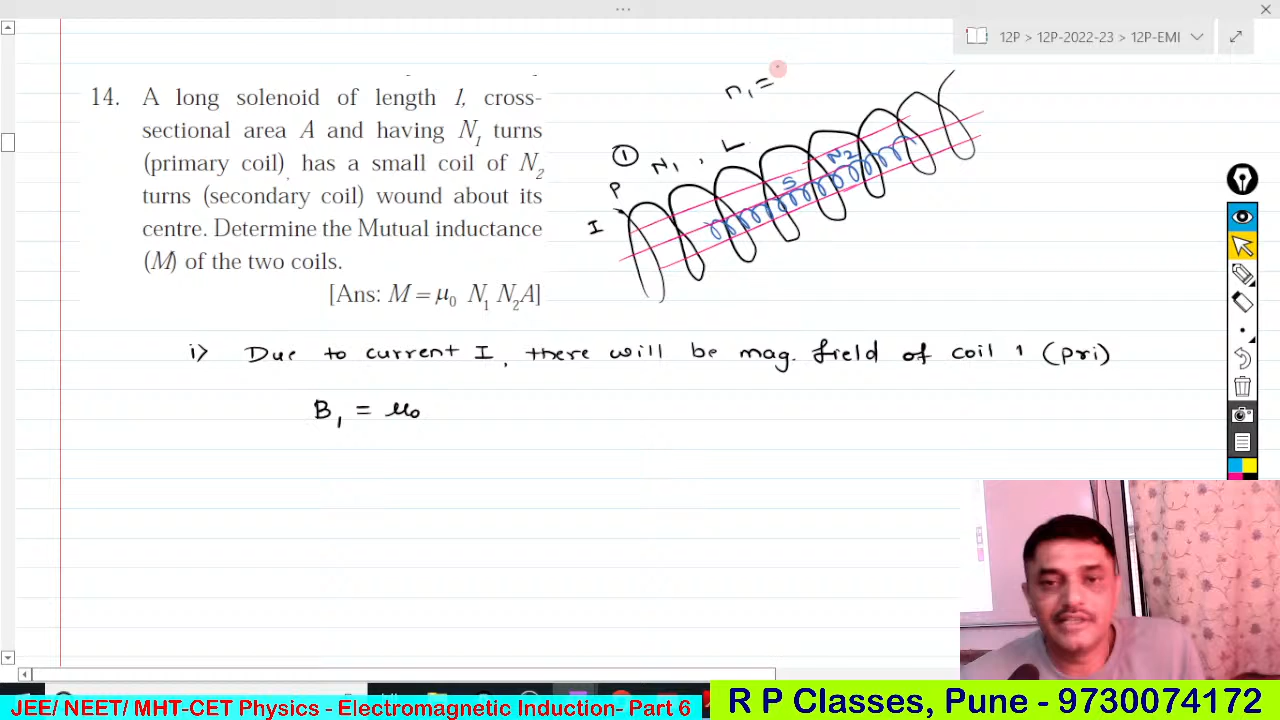 12P > 12P-2022-23 > 12P-EMI
14. A long solenoid of length l, cross-
sectional area A and having N1 turns
(primary coil) has a small coil of N2
turns (secondary coil) wound about its
centre. Determine the Mutual inductance
(M) of the two coils.
[Ans: M = μ0 N1 N2A]
n1 =
① N1, L
P
I
S
N2
i) Due to current I, there will be mag. field of coil 1 (pri)
B1 = μ0
JEE/ NEET/ MHT-CET Physics - Electromagnetic Induction- Part 6
R P Classes, Pune - 9730074172